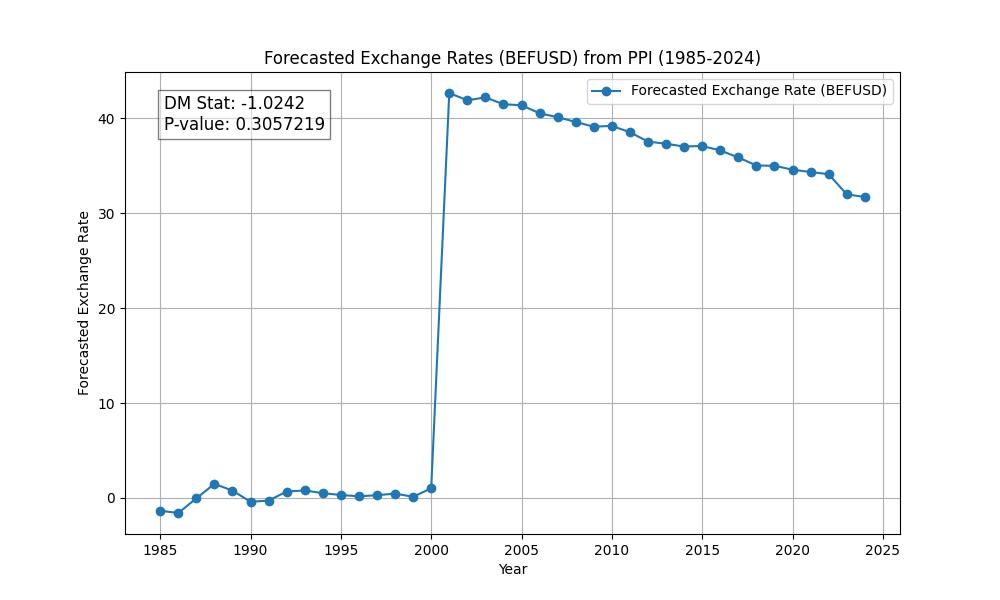 Forecasted Exchange Rates (BEFUSD) from PPI (1985-2024)
DM Stat: -1.0242
P-value: 0.3057219
Forecasted Exchange Rate (BEFUSD)
Forecasted Exchange Rate
40
30
20
10
0
1985 1990 1995 2000 2005 2010 2015 2020 2025
Year